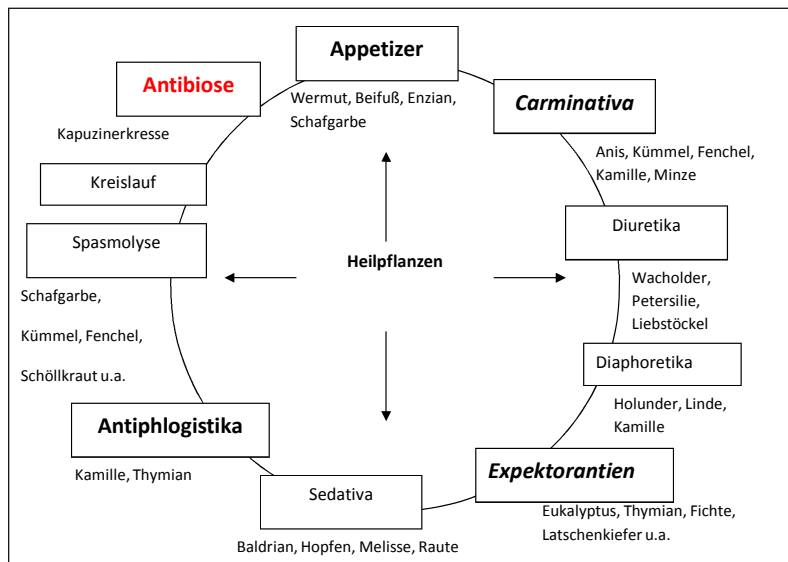 Appetizer
Wermut, Beifuß, Enzian,
Schafgarbe
Carminativa
Anis, Kümmel, Fenchel,
Kamille, Minze
Diuretika
Wacholder,
Petersilie,
Liebstöckel
Diaphoretika
Holunder, Linde,
Kamille
Expektorantien
Eukalyptus, Thymian, Fichte,
Latschenkiefer u.a.
Sedativa
Baldrian, Hopfen, Melisse, Raute
Antiphlogistika
Kamille, Thymian
Spasmolyse
Schafgarbe,
Kümmel, Fenchel,
Schöllkraut u.a.
Kreislauf
Antibiose
Kapuzinerkresse
Heilpflanzen